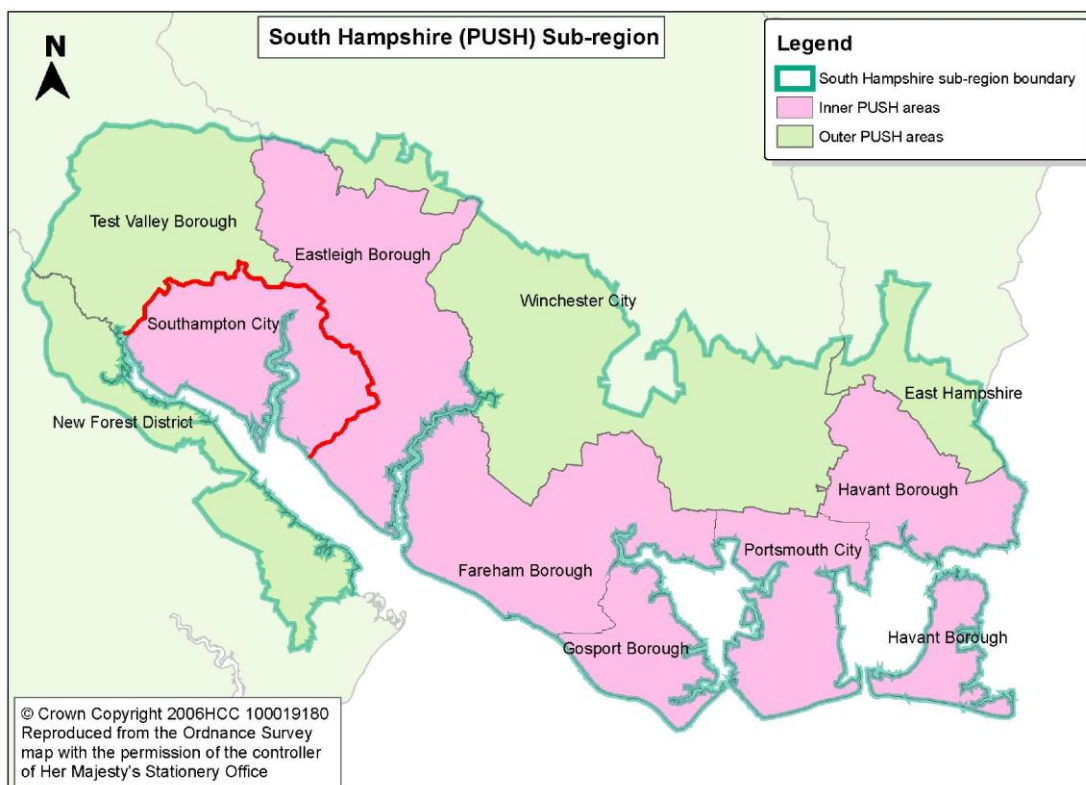 South Hampshire (PUSH) Sub-region
N
Legend
South Hampshire sub-region boundary
Inner PUSH areas
Outer PUSH areas
Test Valley Borough
Eastleigh Borough
Winchester City
Southampton City
East Hampshire
New Forest District
Havant Borough
Portsmouth City
Fareham Borough
Havant Borough
Gosport Borough
© Crown Copyright 2006HCC 100019180
Reproduced from the Ordnance Survey
map with the permission of the controller
of Her Majesty's Stationery Office